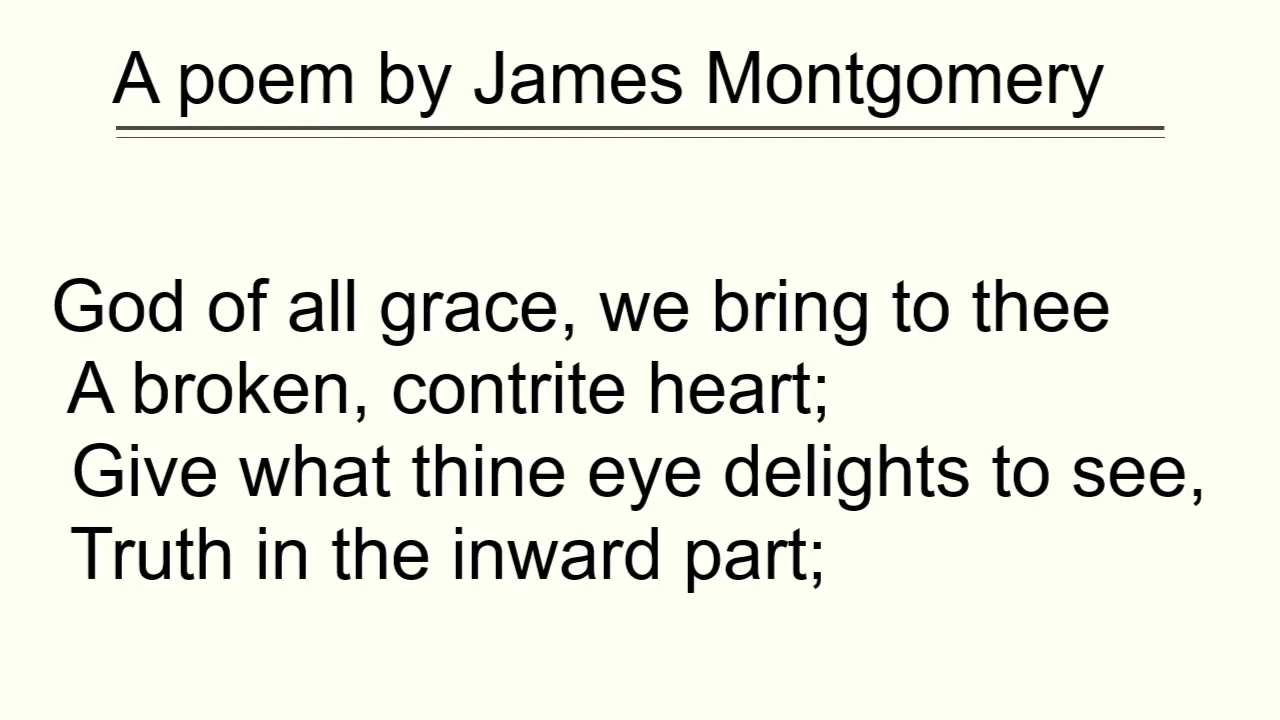 A poem by James Montgomery
God of all grace, we bring to thee
A broken, contrite heart;
Give what thine eye delights to see,
Truth in the inward part;